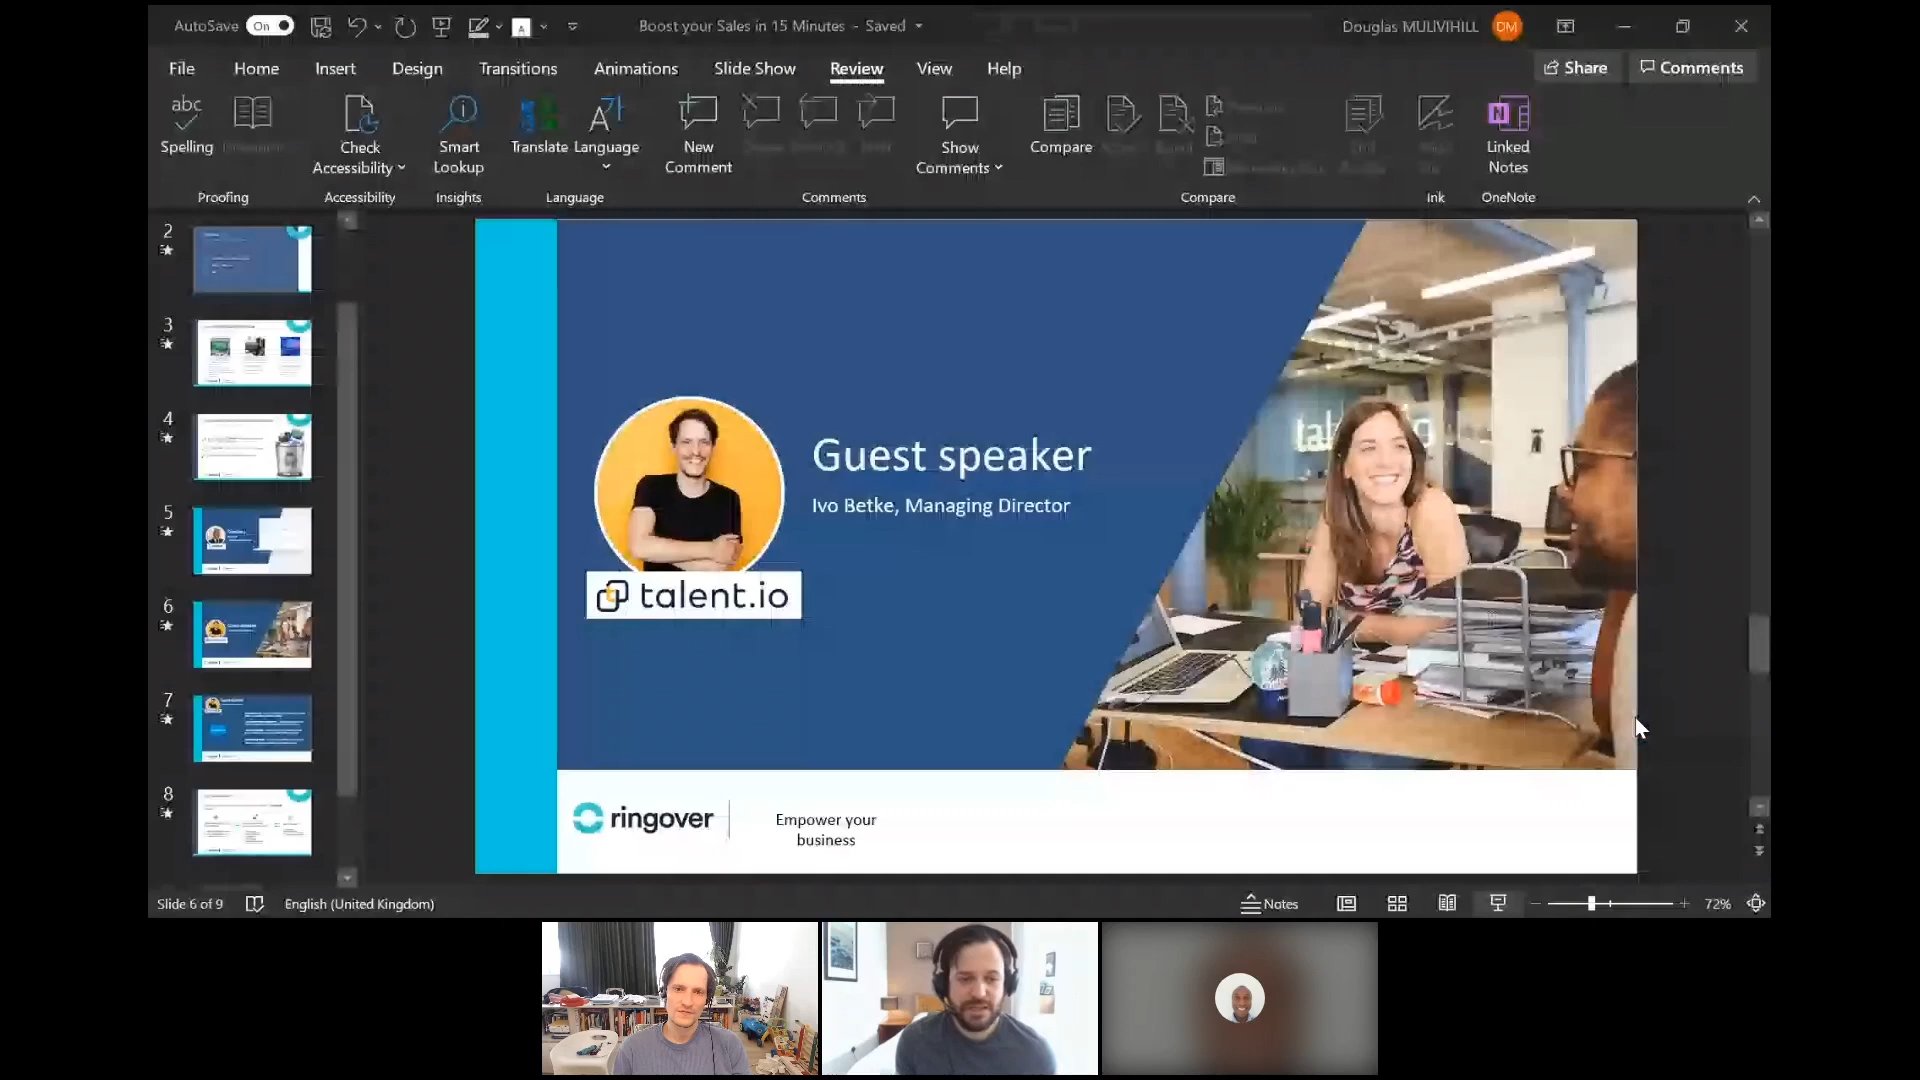 AutoSave On
Boost your Sales in 15 Minutes - Saved
Douglas MULIVIHILL DM
File Home Insert Design Transitions Animations Slide Show Review View Help
Share Comments
abc
Spelling
Check Accessibility
Smart Lookup
Translate
Language
New Comment
Show Comments
Compare
Linked Notes
Proofing Accessibility Insights Language Comments Compare Ink OneNote
2
3
4
5
6
7
8
Guest speaker
Ivo Betke, Managing Director
talent.io
ringover
Empower your
business
Slide 6 of 9 English (United Kingdom) Notes 72%